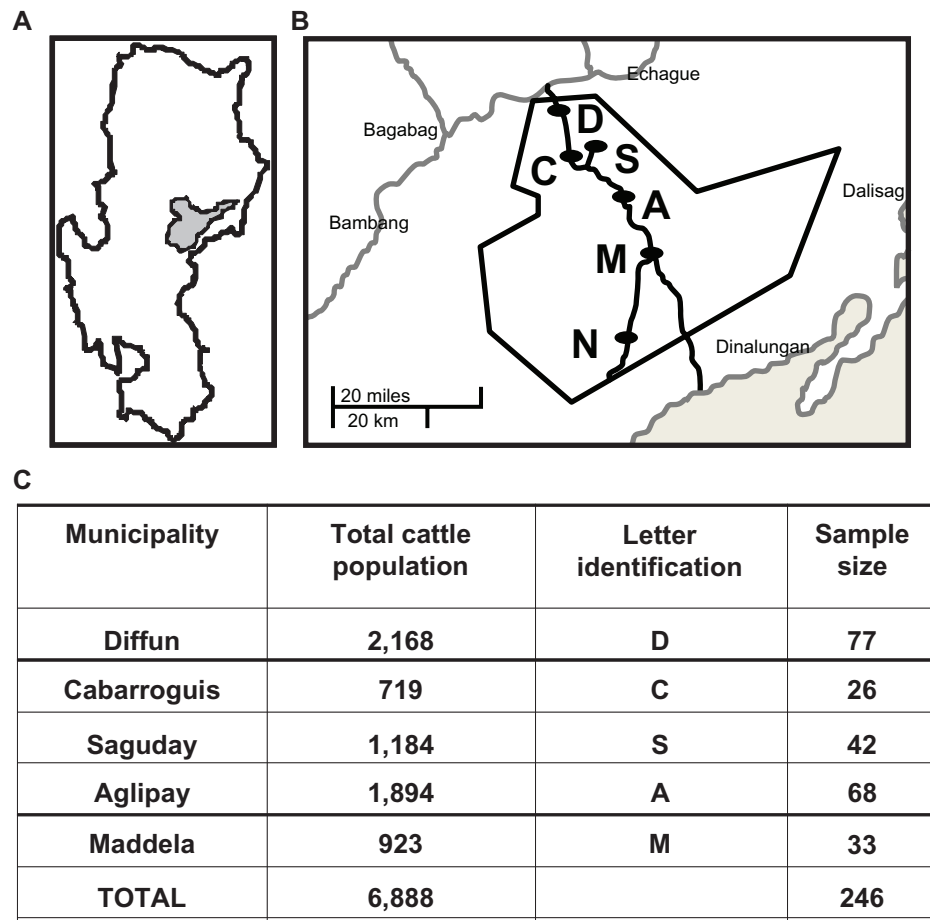 A
B
Echague
Bagabag
D
S
C
A
Dalisag
Bambang
M
N
Dinalungan
20 miles
20 km
C
Municipality Total cattle population Letter identification Sample size
Diffun 2,168 D 77
Cabarroguis 719 C 26
Saguday 1,184 S 42
Aglipay 1,894 A 68
Maddela 923 M 33
TOTAL 6,888 246